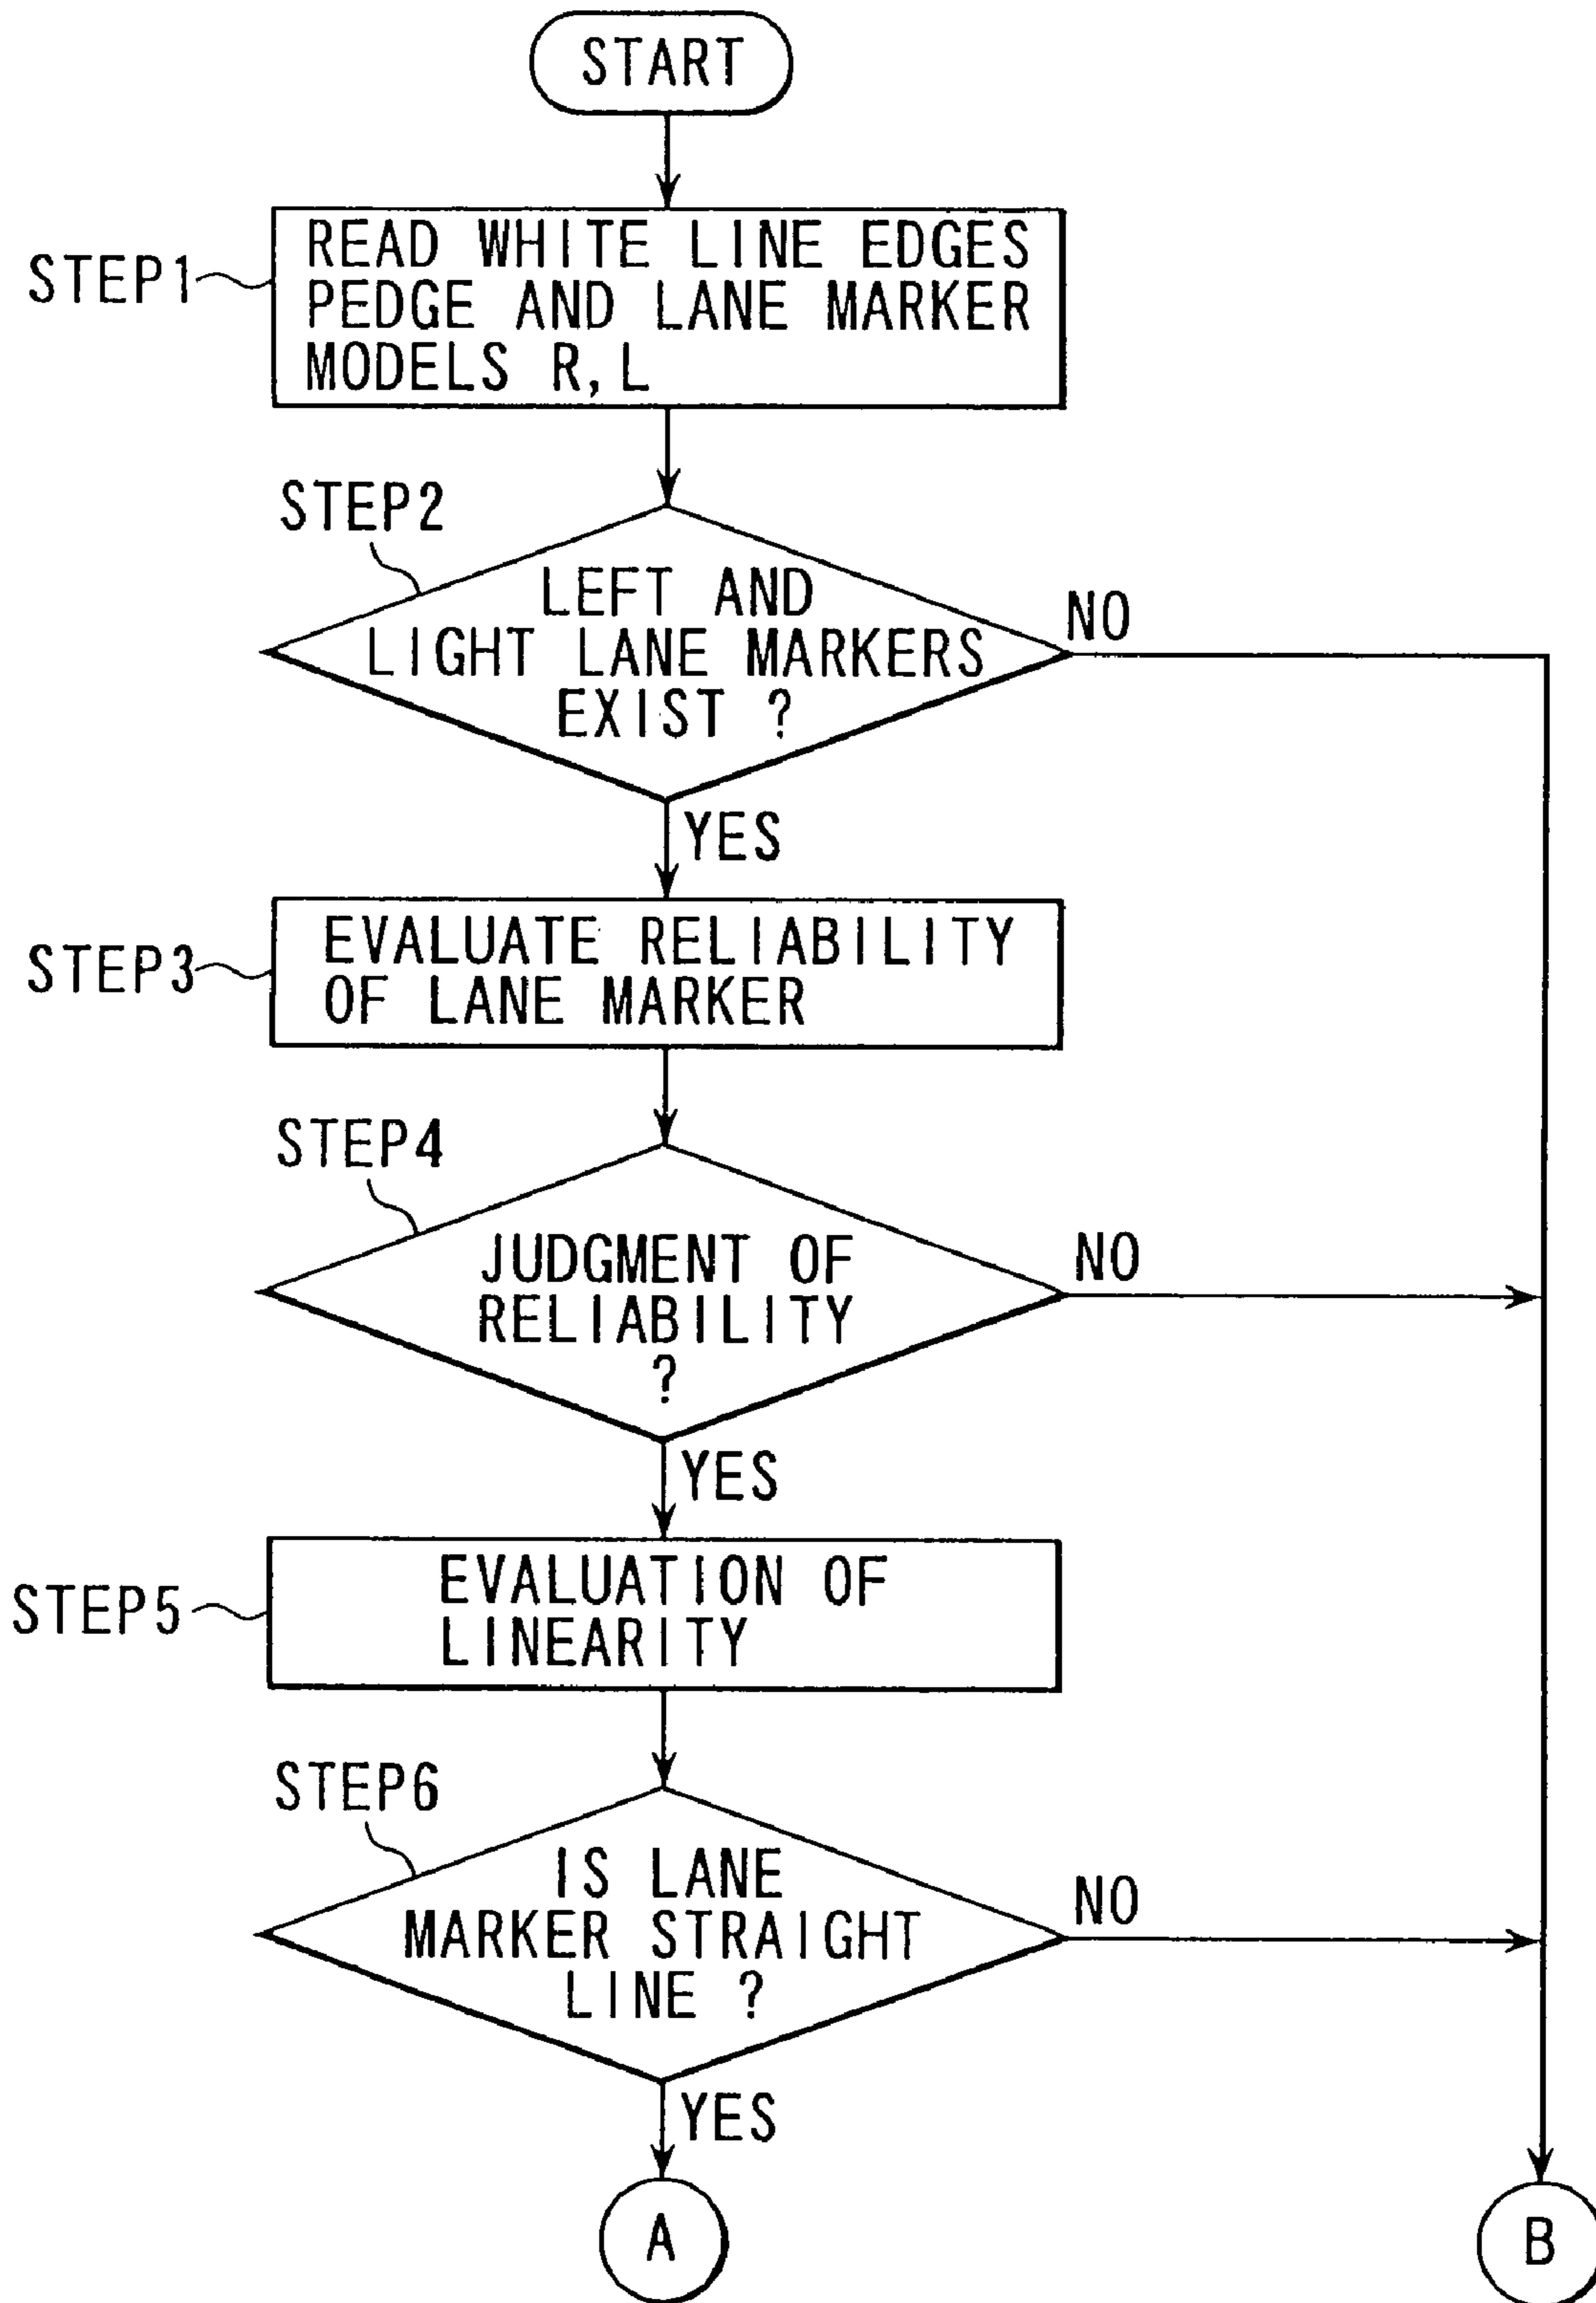 START
STEP1
READ WHITE LINE EDGES
PEDGE AND LANE MARKER
MODELS R, L
STEP2
LEFT AND
LIGHT LANE MARKERS
EXIST ?
NO
YES
STEP3
EVALUATE RELIABILITY
OF LANE MARKER
STEP4
JUDGMENT OF
RELIABILITY
?
NO
YES
STEP5
EVALUATION OF
LINEARITY
STEP6
IS LANE
MARKER STRAIGHT
LINE ?
NO
YES
A
B